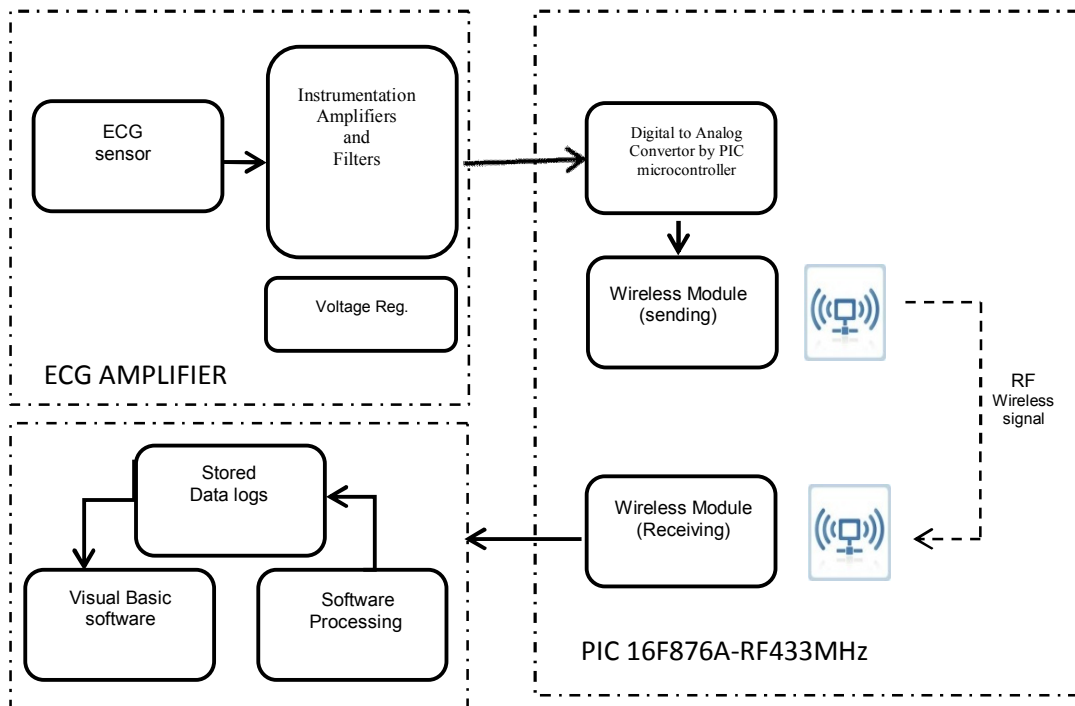 ECG
sensor
Instrumentation
Amplifiers
and
Filters
Voltage Reg.
ECG AMPLIFIER
Digital to Analog
Convertor by PIC
microcontroller
Wireless Module
(sending)
RF
Wireless
signal
Wireless Module
(Receiving)
PIC 16F876A-RF433MHz
Stored
Data logs
Visual Basic
software
Software
Processing